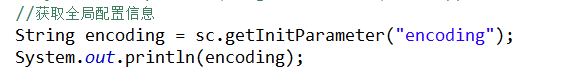 //获取全局配置信息
String encoding = sc.getInitParameter("encoding");
System.out.println(encoding);